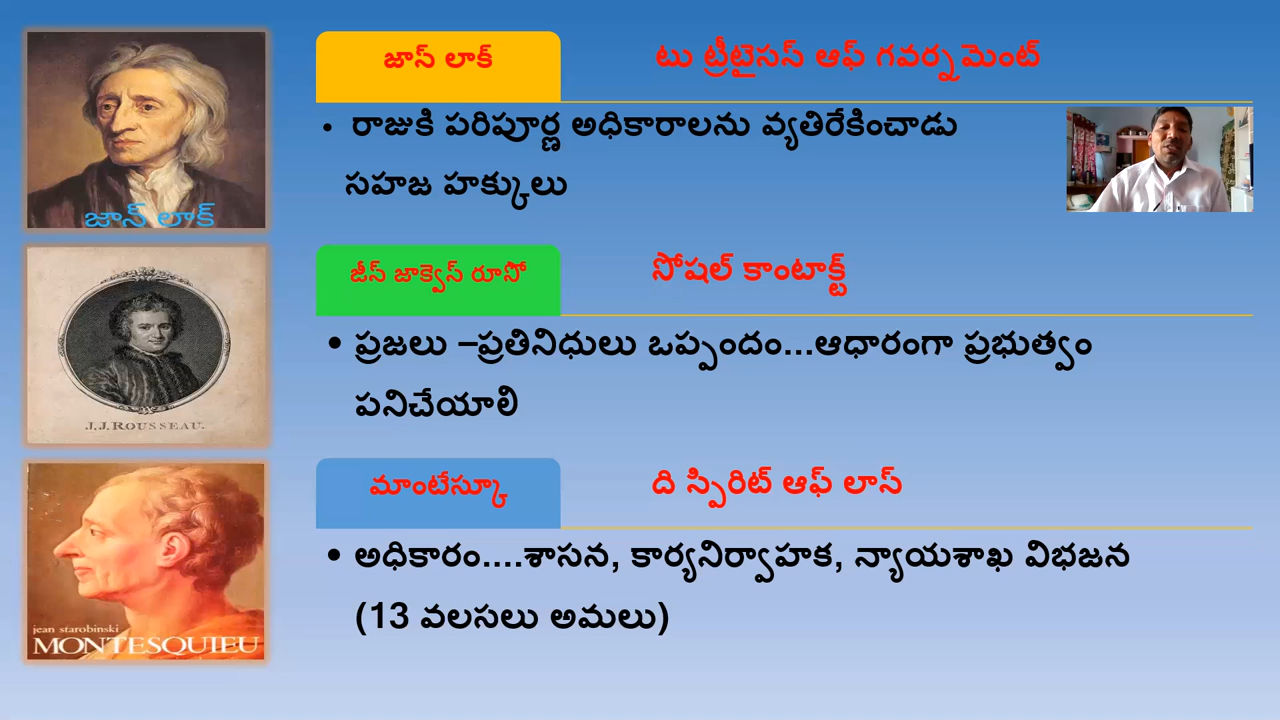 జాన్ లాక్
జాస్ లాక్
టు ట్రీటైసస్ ఆఫ్ గవర్నమెంట్
• రాజుకి పరిపూర్ణ అధికారాలను వ్యతిరేకించాడు
సహజ హక్కులు
J.J.ROUSSEAU.
జీస్ జాక్వెస్ రూసో
సోషల్ కాంటాక్ట్
• ప్రజలు –ప్రతినిధులు ఒప్పందం...ఆధారంగా ప్రభుత్వం
పనిచేయాలి
jean starobinski
MONTESQUIEU
మాంటేస్కూ
ది స్పిరిట్ ఆఫ్ లాస్
• అధికారం....శాసన, కార్యనిర్వాహక, న్యాయశాఖ విభజన
(13 వలసలు అమలు)